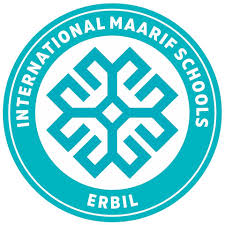 INTERNATIONAL MAARIF SCHOOLS
ERBIL